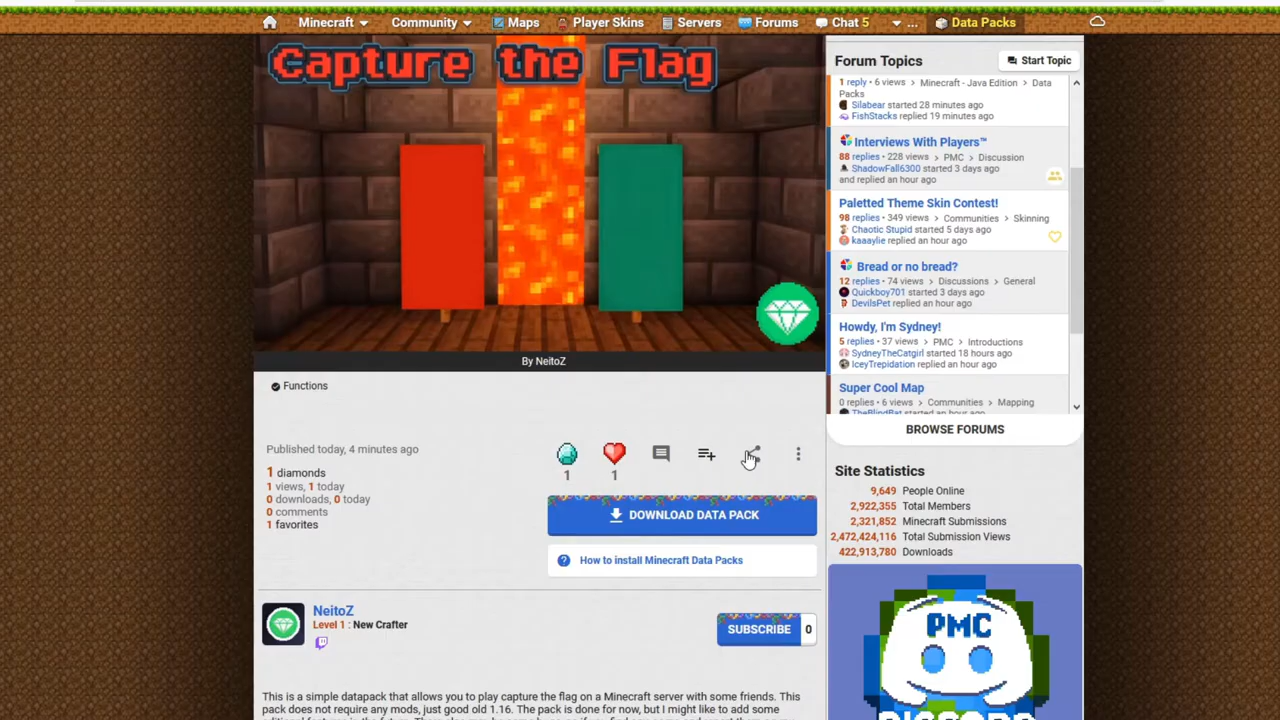 Minecraft Community Maps Player Skins Servers Forums Chat 5 ... Data Packs
Capture the Flag
By NeitoZ
Functions
Published today, 4 minutes ago
1 diamonds
1 views, 1 today
0 downloads, 0 today
0 comments
1 favorites
1 1
DOWNLOAD DATA PACK
How to install Minecraft Data Packs
NeitoZ
Level 1 : New Crafter
SUBSCRIBE 0
This is a simple datapack that allows you to play capture the flag on a Minecraft server with some friends. This
pack does not require any mods, just good old 1.16. The pack is done for now, but I might like to add some
Forum Topics Start Topic
1 reply • 6 views > Minecraft - Java Edition > Data
Packs
Silabear started 28 minutes ago
FishStacks replied 19 minutes ago
Interviews With Players™
88 replies • 228 views > PMC > Discussion
ShadowFall6300 started 3 days ago
and replied an hour ago
Paletted Theme Skin Contest!
98 replies • 349 views > Communities > Skinning
Chaotic Stupid started 5 days ago
kaaaylie replied an hour ago
Bread or no bread?
12 replies • 74 views > Discussions > General
Quickboy701 started 3 days ago
DevilsPet replied an hour ago
Howdy, I'm Sydney!
5 replies • 37 views > PMC > Introductions
SydneyTheCatgirl started 18 hours ago
IceyTrepidation replied an hour ago
Super Cool Map
0 replies • 6 views > Communities > Mapping
TheBlindBat started an hour ago
BROWSE FORUMS
Site Statistics
9,649 People Online
2,922,355 Total Members
2,321,852 Minecraft Submissions
2,472,424,116 Total Submission Views
422,913,780 Downloads
PMC
DISCORD